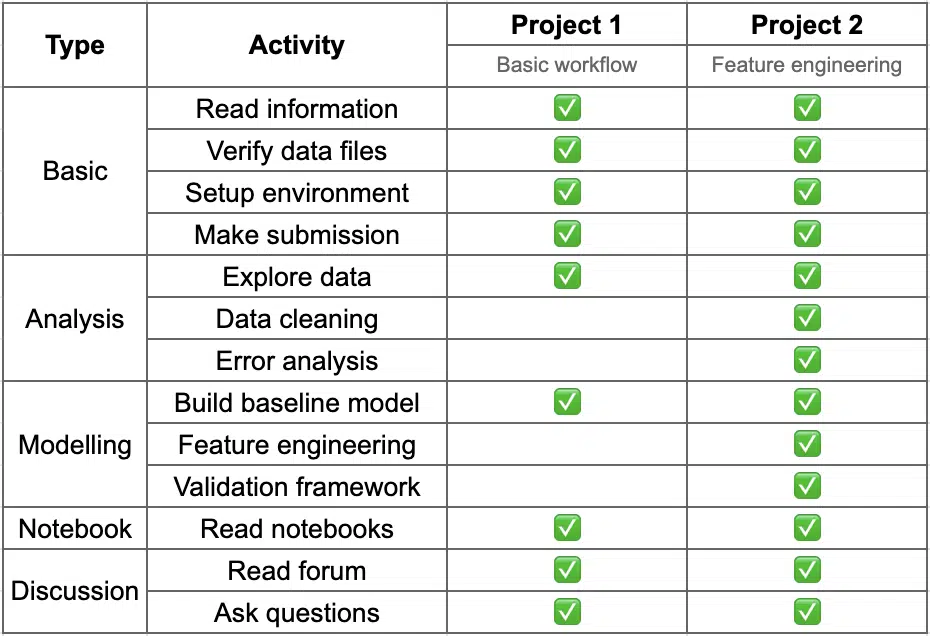 Type Activity Project 1 Project 2
Basic workflow Feature engineering
Basic
Read information ✅ ✅
Verify data files ✅ ✅
Setup environment ✅ ✅
Make submission ✅ ✅
Analysis
Explore data ✅ ✅
Data cleaning ✅
Error analysis ✅
Modelling
Build baseline model ✅ ✅
Feature engineering ✅
Validation framework ✅
Notebook Read notebooks ✅ ✅
Discussion
Read forum ✅ ✅
Ask questions ✅ ✅